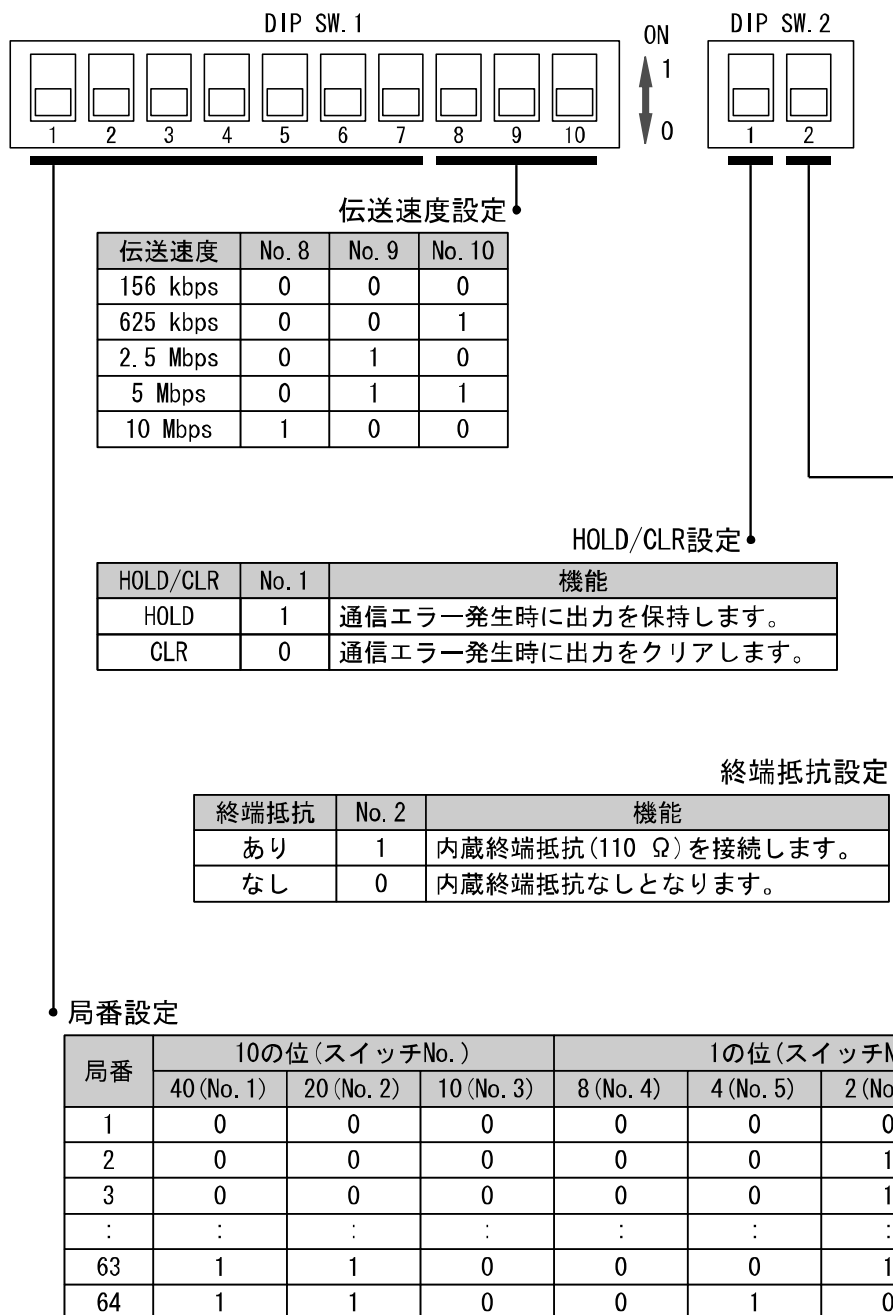 DIP SW.1
DIP SW.2
ON
1
0
1 2 3 4 5 6 7 8 9 10
1 2
伝送速度設定
伝送速度 No.8 No.9 No.10
156 kbps 0 0 0
625 kbps 0 0 1
2.5 Mbps 0 1 0
5 Mbps 0 1 1
10 Mbps 1 0 0
HOLD/CLR設定
HOLD/CLR No.1 機能
HOLD 1 通信エラー発生時に出力を保持します。
CLR 0 通信エラー発生時に出力をクリアします。
終端抵抗設定
終端抵抗 No.2 機能
あり 1 内蔵終端抵抗(110 Ω)を接続します。
なし 0 内蔵終端抵抗なしとなります。
局番設定
局番 10の位(スイッチNo.) 1の位(スイッチN
40(No.1) 20(No.2) 10(No.3) 8(No.4) 4(No.5) 2(No
1 0 0 0 0 0 0
2 0 0 0 0 0 1
3 0 0 0 0 0 1
: : : : : : :
63 1 1 0 0 0 1
64 1 1 0 0 1 0